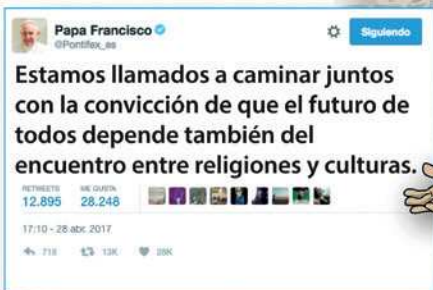 Papa Francisco
@Pontifex_es
Siguiendo
Estamos llamados a caminar juntos
con la convicción de que el futuro de
todos depende también del
encuentro entre religiones y culturas.
RETWEETS ME GUSTA
12.895 28.248
17:10 - 28 abr. 2017
718 13K 28K